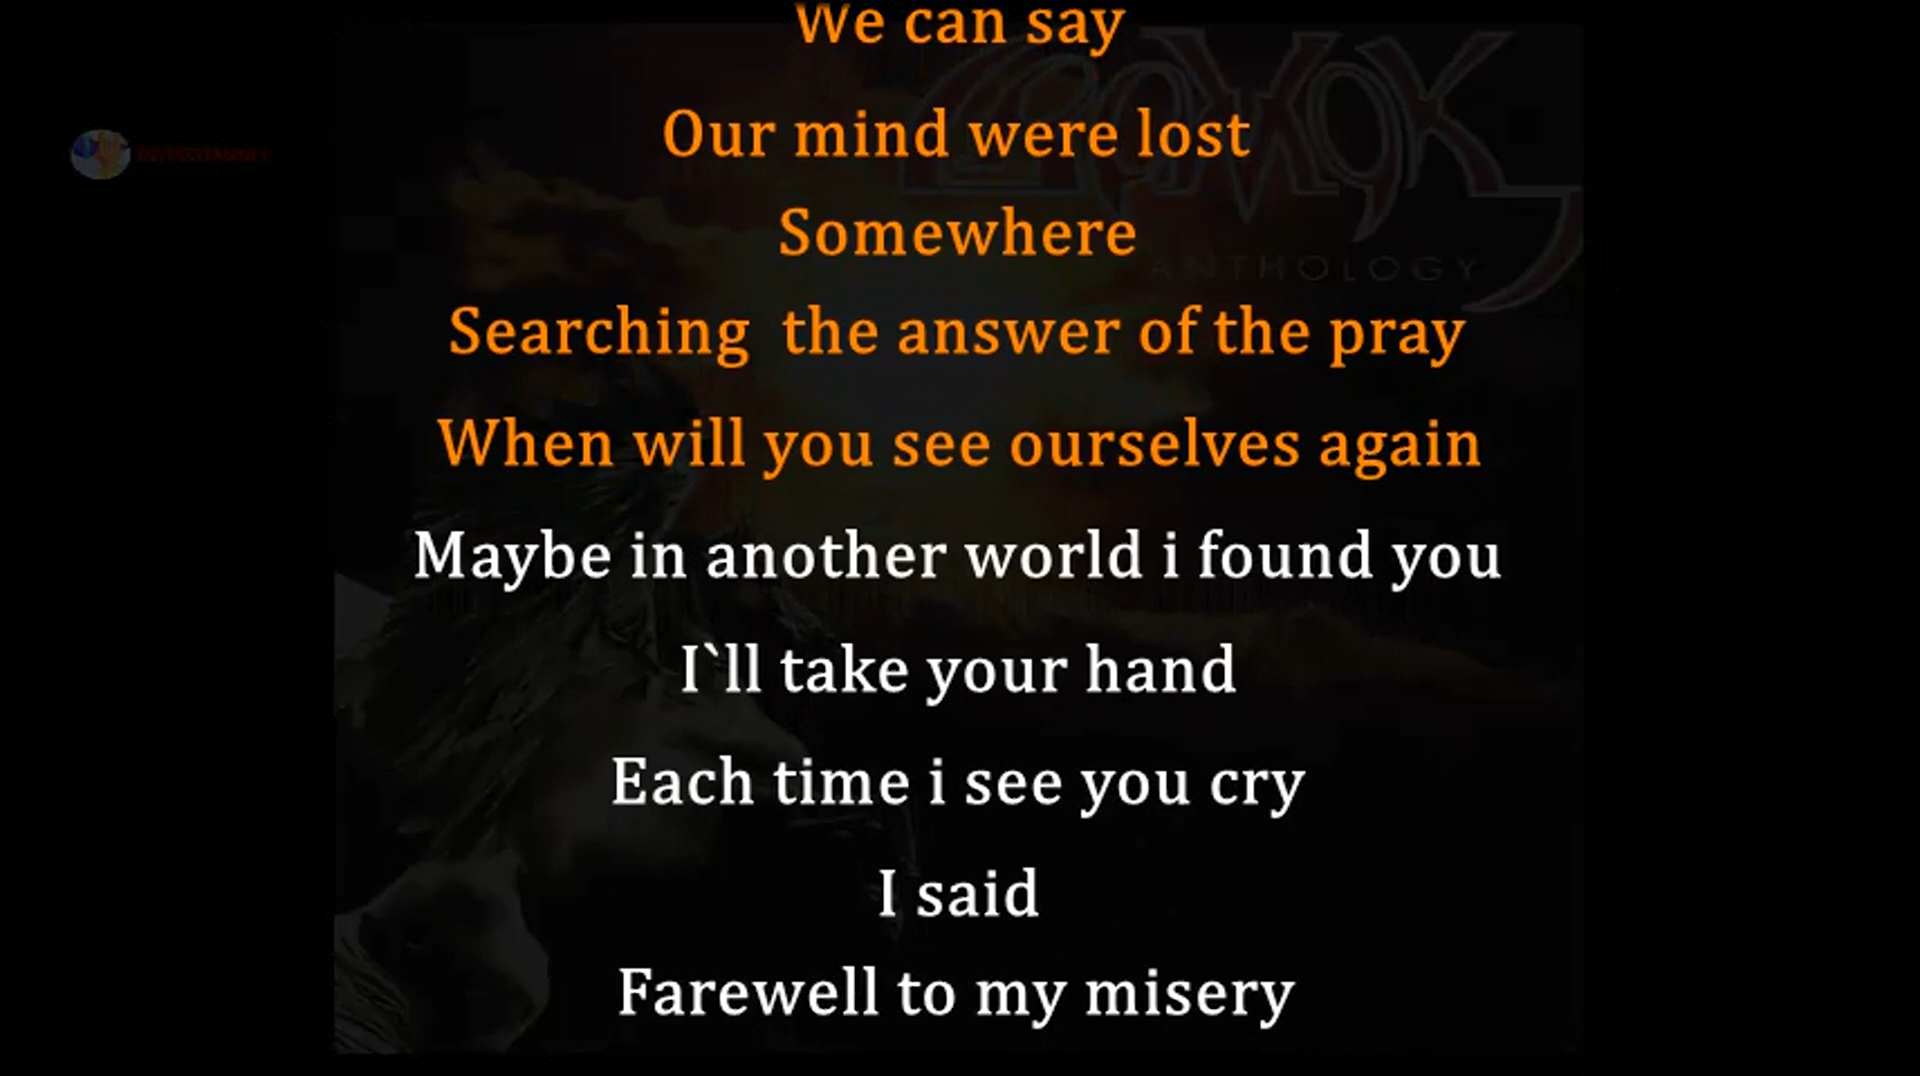 We can say
Our mind were lost
Somewhere
Searching  the answer of the pray
When will you see ourselves again
Maybe in another world i found you
I`ll take your hand
Each time i see you cry
I said
Farewell to my misery
ANTHOLOGY